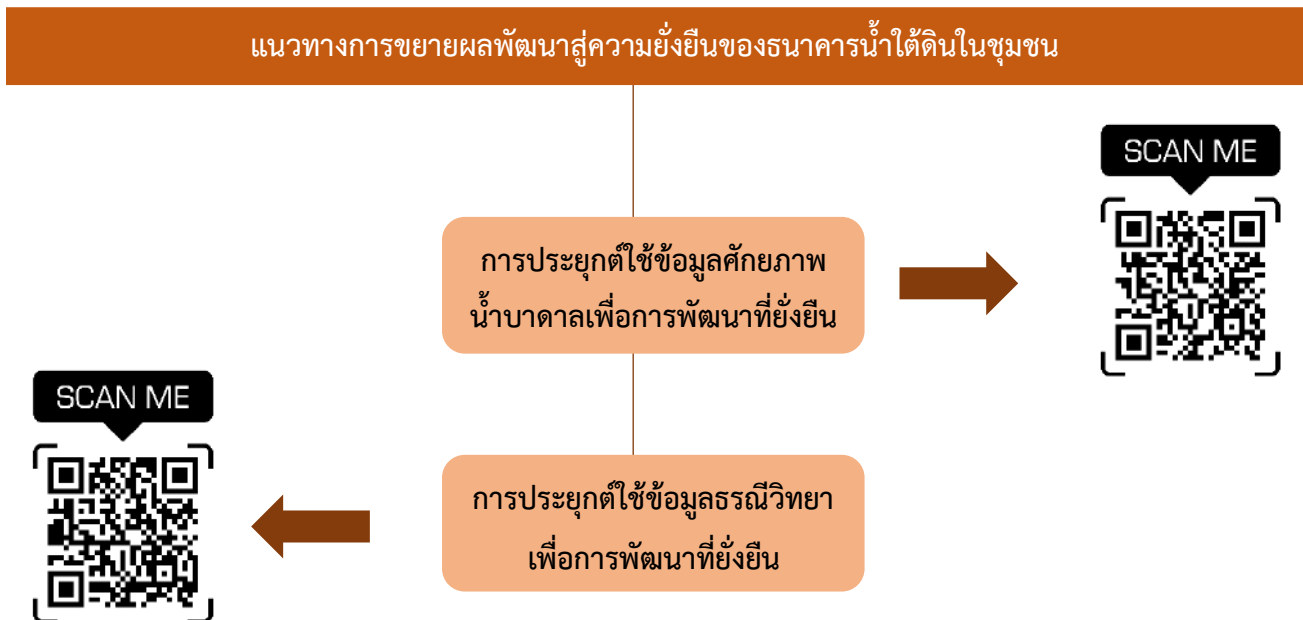 แนวทางการขยายผลพัฒนาสู่ความยั่งยืนของธนาคารน้ำใต้ดินในชุมชน
SCAN ME
การประยุกต์ใช้ข้อมูลศักยภาพ
น้ำบาดาลเพื่อการพัฒนาที่ยั่งยืน
SCAN ME
การประยุกต์ใช้ข้อมูลธรณีวิทยา
เพื่อการพัฒนาที่ยั่งยืน